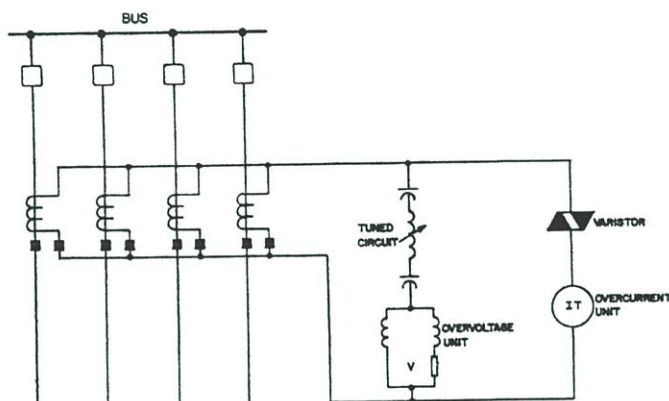 BUS
TUNED
CIRCUIT
VARISTOR
IT
OVERCURRENT
UNIT
OVERVOLTAGE
UNIT
V